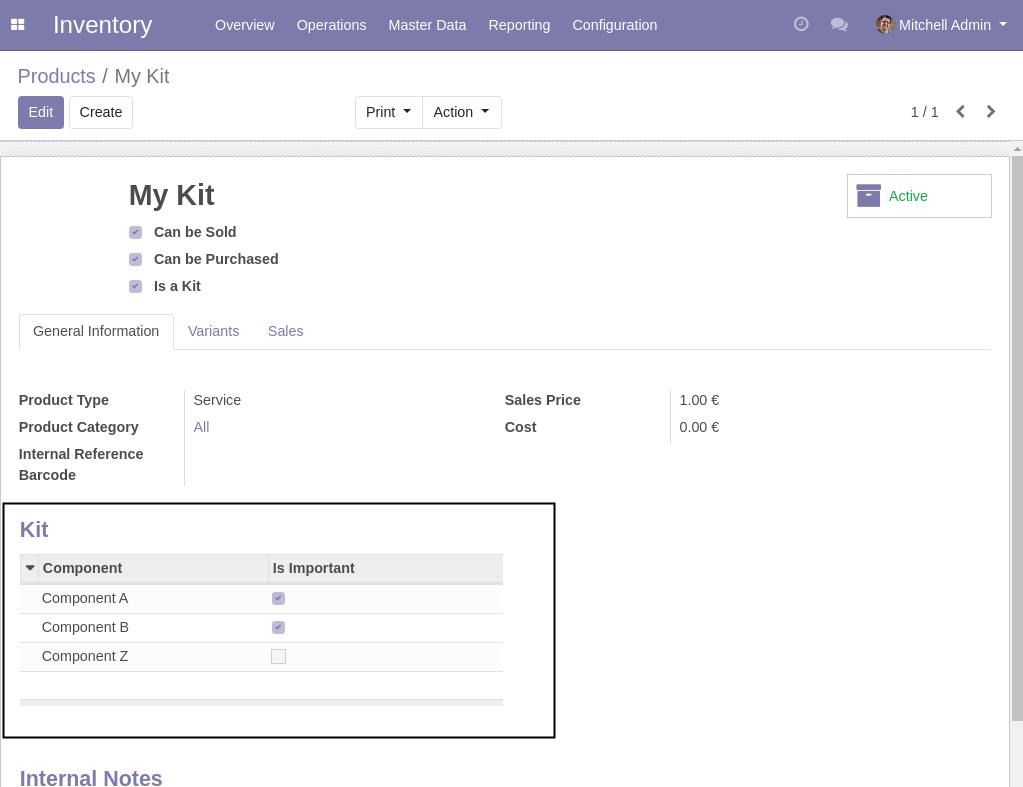 Inventory Overview Operations Master Data Reporting Configuration Mitchell Admin
Products / My Kit
Edit Create Print Action 1 / 1
My Kit
Active
Can be Sold
Can be Purchased
Is a Kit
General Information Variants Sales
Product Type Service Sales Price 1.00 €
Product Category All Cost 0.00 €
Internal Reference
Barcode
Kit
Component Is Important
Component A
Component B
Component Z
Internal Notes